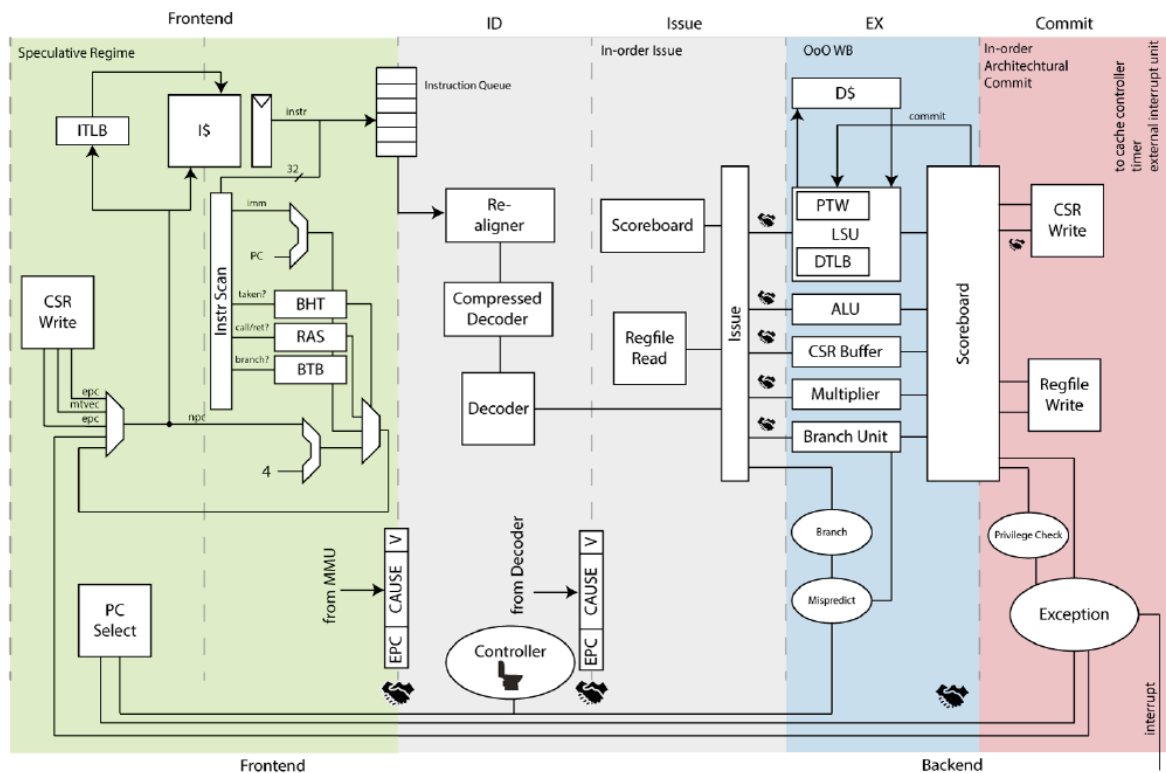 Frontend
ID
Issue
EX
Commit
Speculative Regime
In-order Issue
OoO WB
In-order
Architechtural
Commit
to cache controller
timer
external interrupt unit
Instruction Queue
ITLB
I$
instr
32
D$
commit
imm
PC
Instr Scan
taken?
BHT
call/ret?
RAS
branch?
BTB
CSR
Write
epc
mtvec
epc
npc
4
Re-
aligner
Compressed
Decoder
Decoder
Scoreboard
Regfile
Read
Issue
PTW
LSU
DTLB
ALU
CSR Buffer
Multiplier
Branch Unit
Scoreboard
CSR
Write
Regfile
Write
Branch
Mispredict
Privilege Check
Exception
from MMU
EPC
CAUSE
V
from Decoder
EPC
CAUSE
V
PC
Select
Controller
interrupt
Frontend
Backend